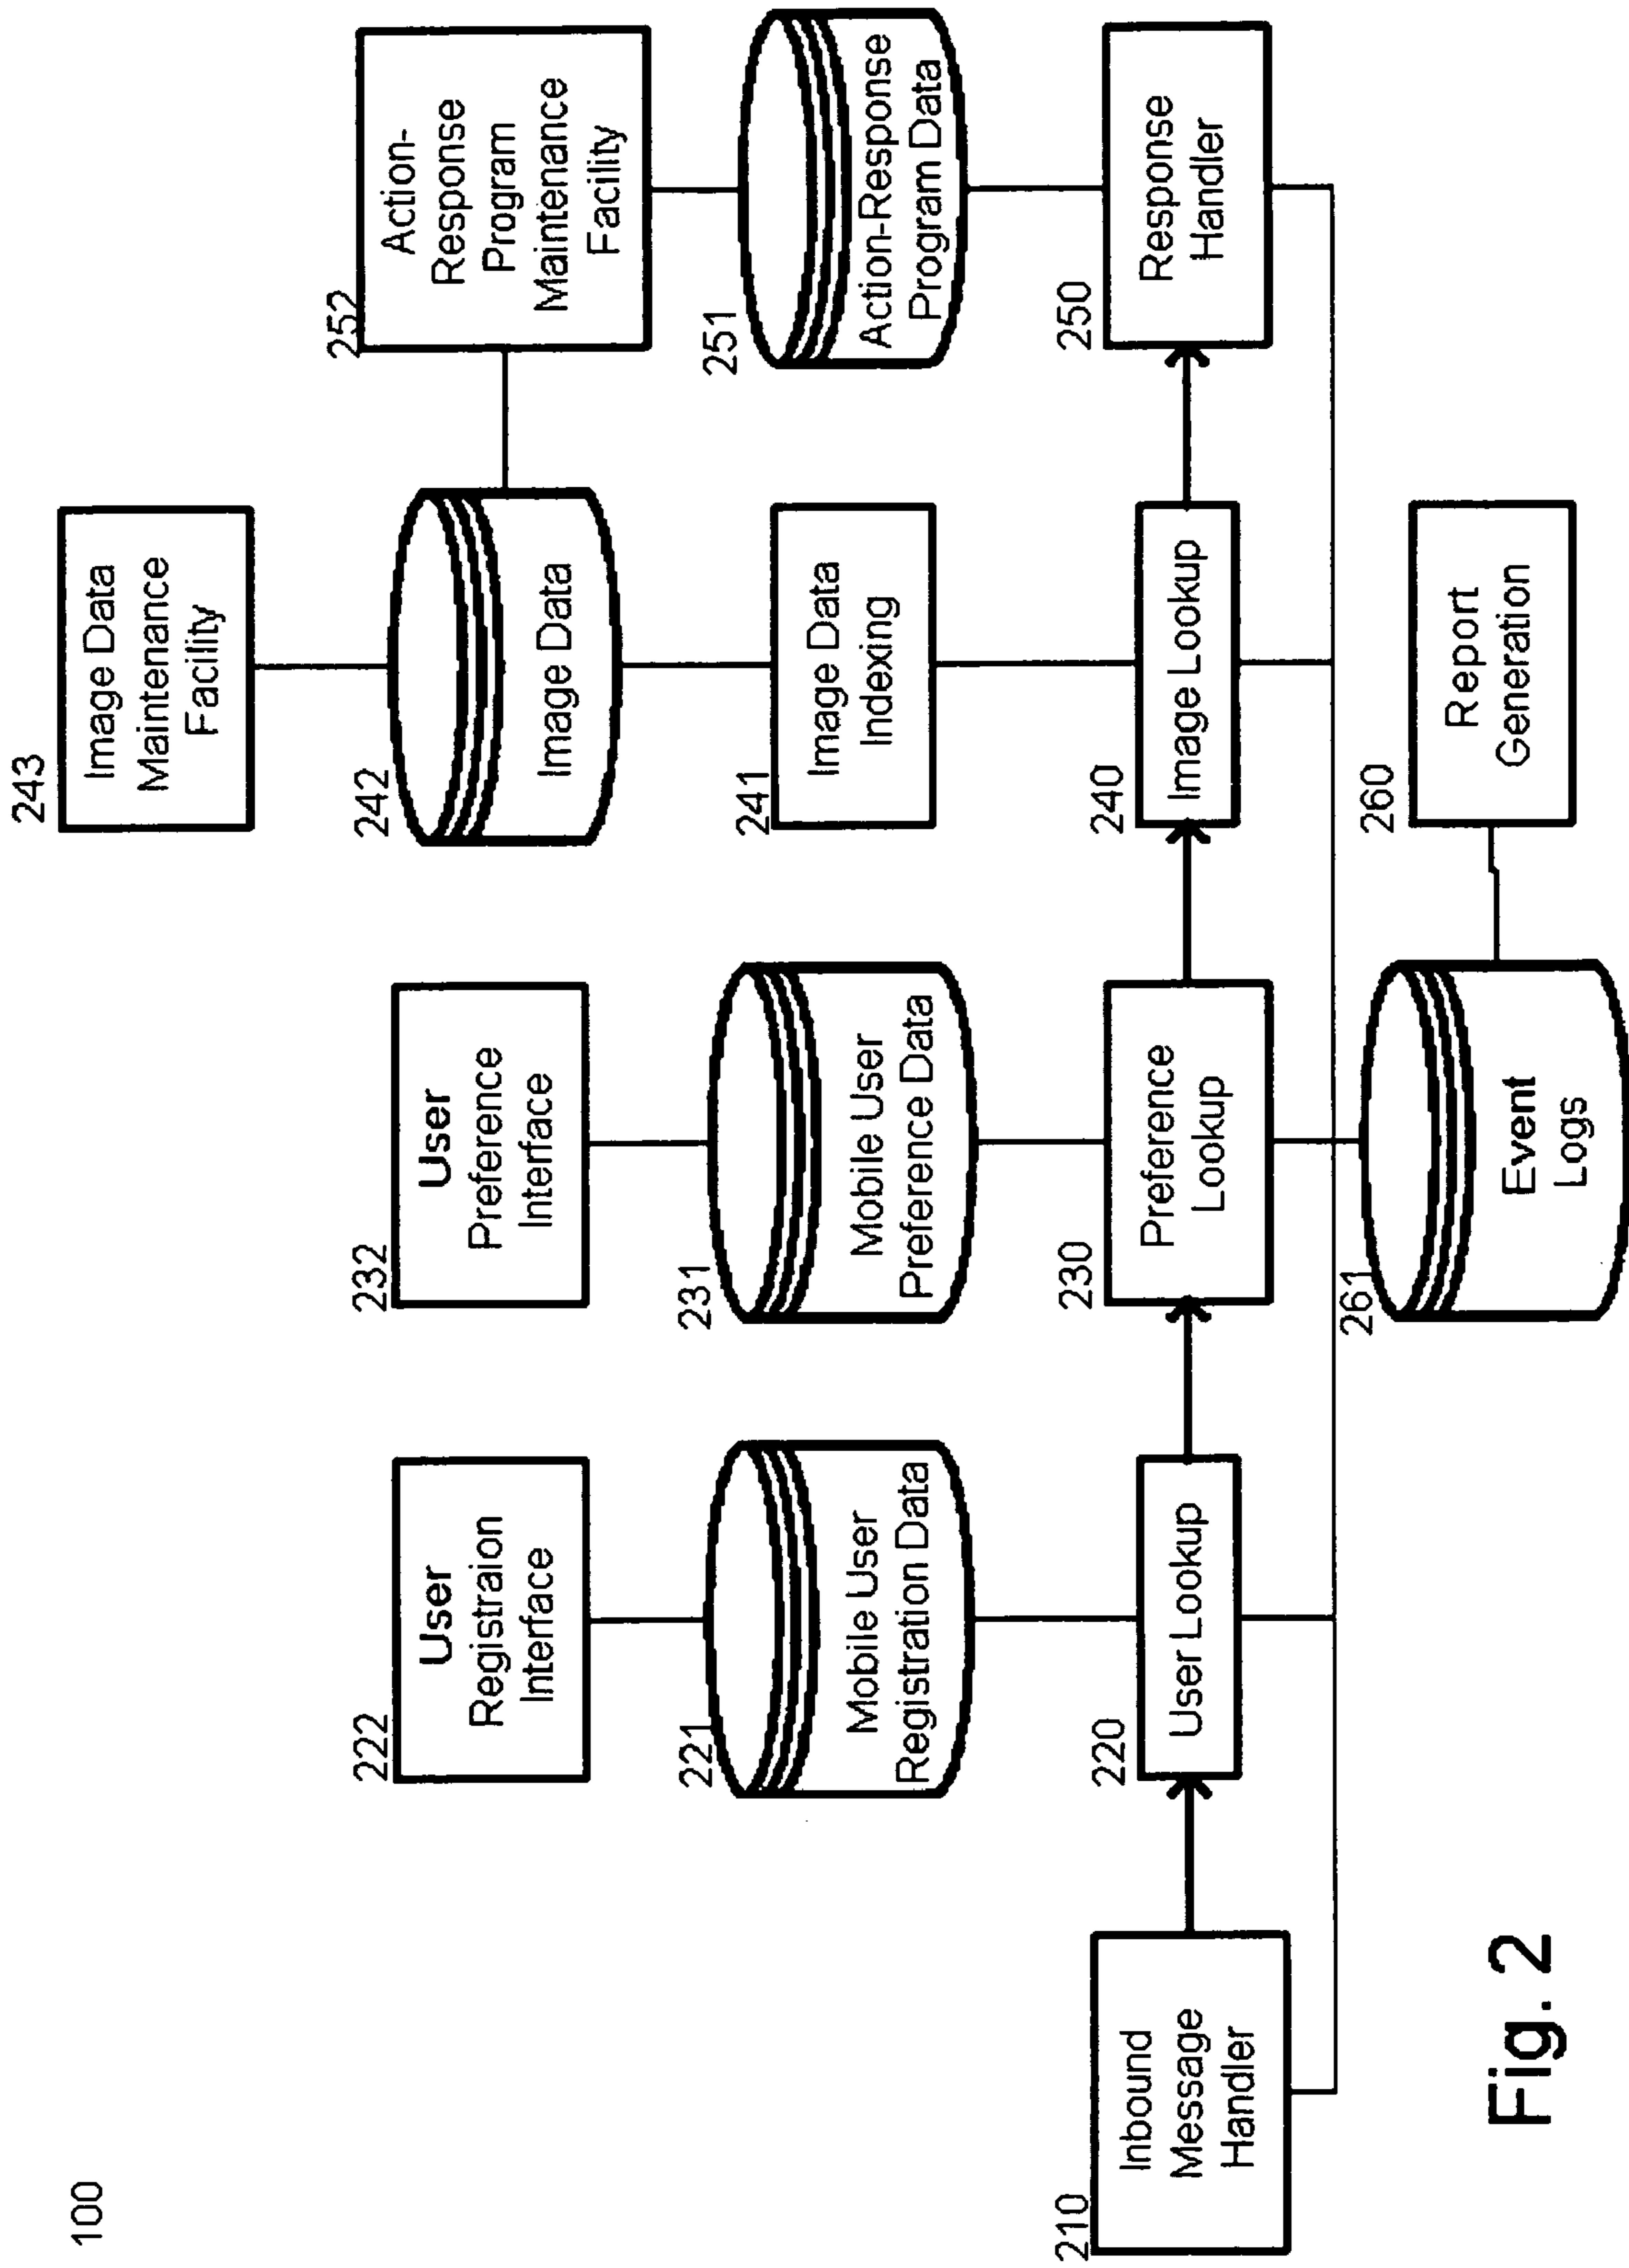 100
243
Image Data
Maintenance
Facility
222
User
Registraion
Interface
232
User
Preference
Interface
242
Image Data
252
Action-
Response
Program
Maintenance
Facility
221
Mobile User
Registration Data
231
Mobile User
Preference Data
241
Image Data
Indexing
251
Action-Response
Program Data
210
Inbound
Message
Handler
220
User Lookup
230
Preference
Lookup
240
Image Lookup
250
Response
Handler
261
Event
Logs
260
Report
Generation
Fig. 2